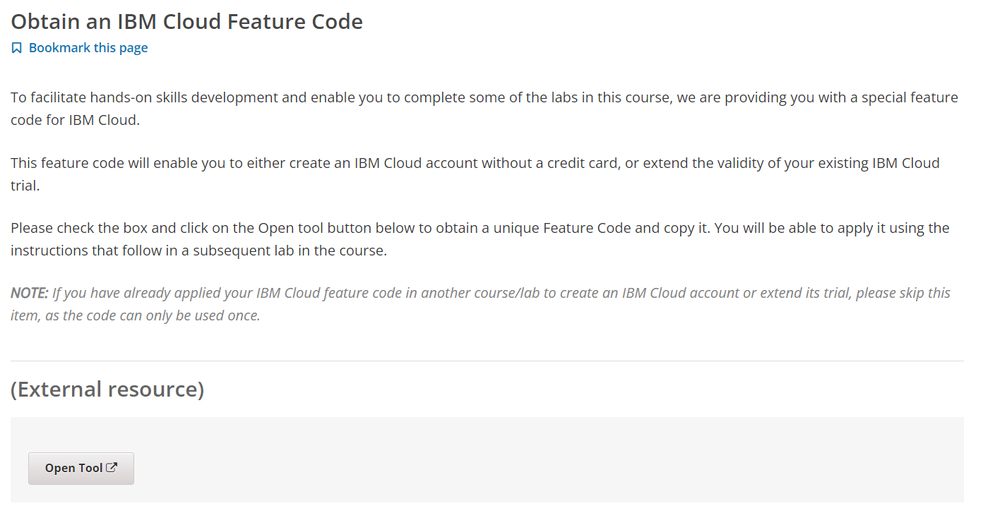 Obtain an IBM Cloud Feature Code
Bookmark this page
To facilitate hands-on skills development and enable you to complete some of the labs in this course, we are providing you with a special feature
code for IBM Cloud.
This feature code will enable you to either create an IBM Cloud account without a credit card, or extend the validity of your existing IBM Cloud
trial.
Please check the box and click on the Open tool button below to obtain a unique Feature Code and copy it. You will be able to apply it using the
instructions that follow in a subsequent lab in the course.
NOTE: If you have already applied your IBM Cloud feature code in another course/lab to create an IBM Cloud account or extend its trial, please skip this
item, as the code can only be used once.
(External resource)
Open Tool